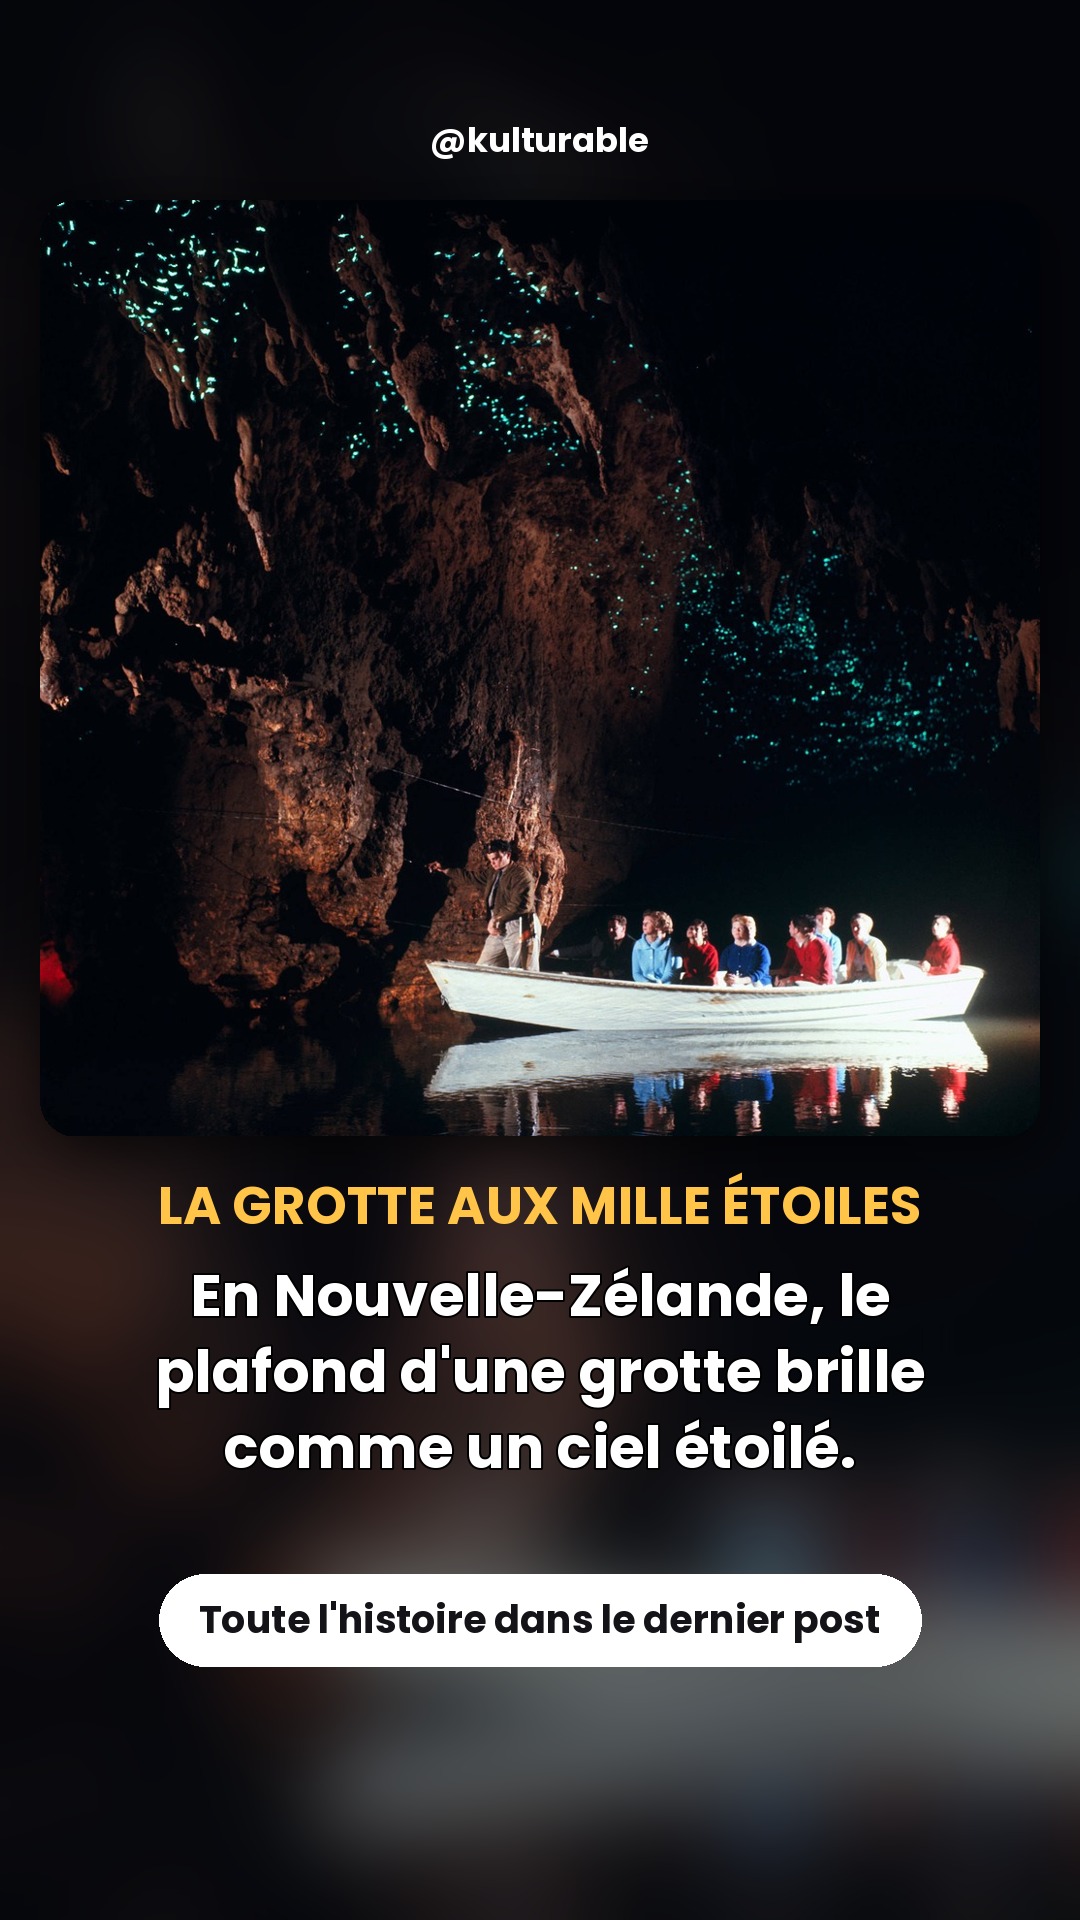 @kulturable
LA GROTTE AUX MILLE ÉTOILES
En Nouvelle-Zélande, le
plafond d'une grotte brille
comme un ciel étoilé.
Toute l'histoire dans le dernier post